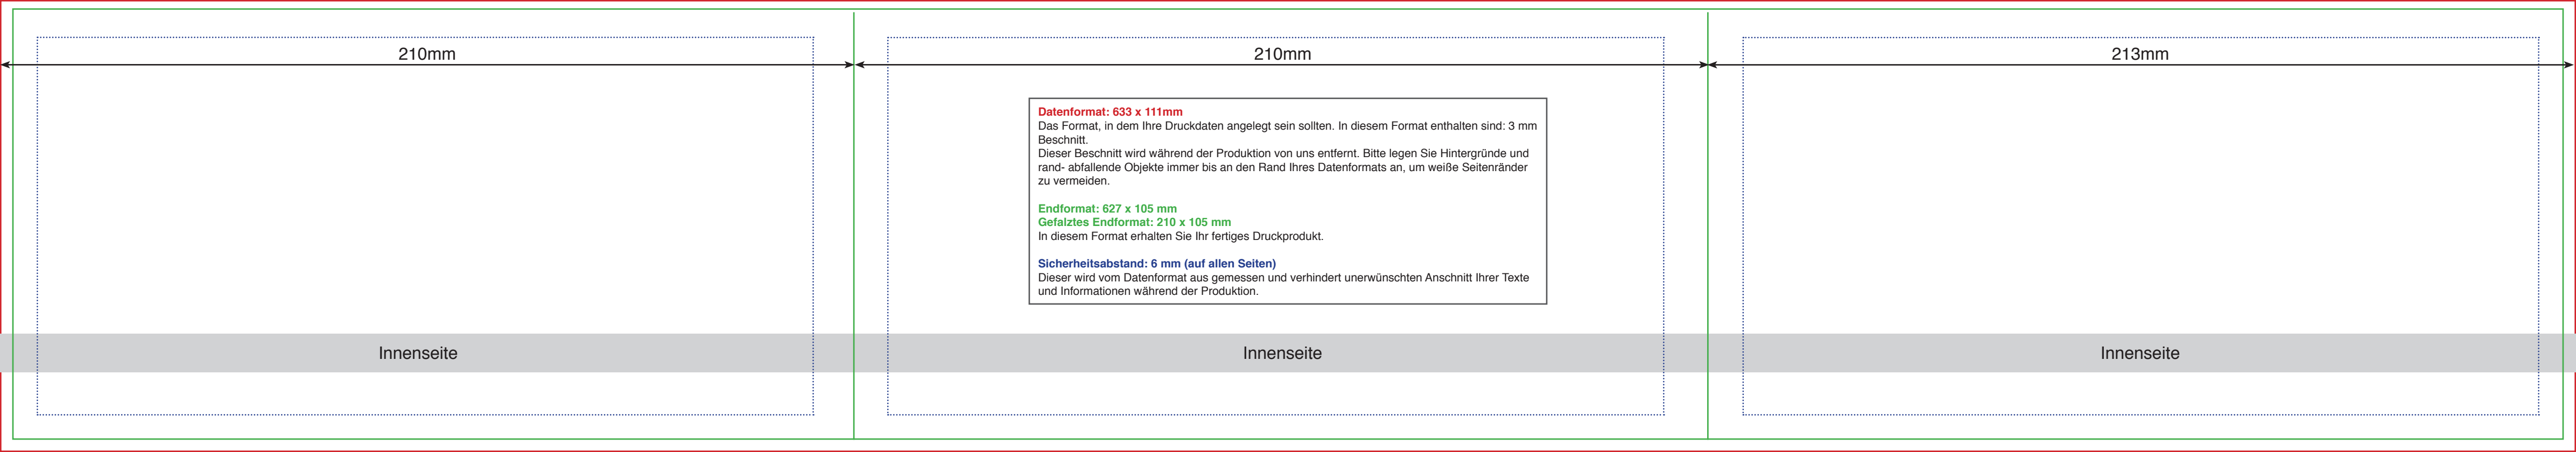 210mm
210mm
213mm
Datenformat: 633 x 111mm
Das Format, in dem Ihre Druckdaten angelegt sein sollten. In diesem Format enthalten sind: 3 mm
Beschnitt.
Dieser Beschnitt wird während der Produktion von uns entfernt. Bitte legen Sie Hintergründe und
rand- abfallende Objekte immer bis an den Rand Ihres Datenformats an, um weiße Seitenränder
zu vermeiden.
Endformat: 627 x 105 mm
Gefalztes Endformat: 210 x 105 mm
In diesem Format erhalten Sie Ihr fertiges Druckprodukt.
Sicherheitsabstand: 6 mm (auf allen Seiten)
Dieser wird vom Datenformat aus gemessen und verhindert unerwünschten Anschnitt Ihrer Texte
und Informationen während der Produktion.
Innenseite
Innenseite
Innenseite